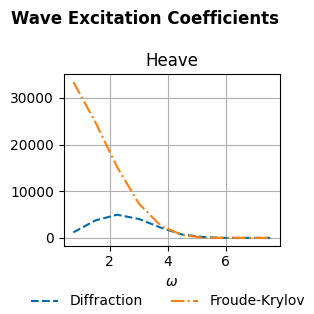 Wave Excitation Coefficients
Heave
30000
20000
10000
0
2 4 6
ω
Diffraction Froude-Krylov